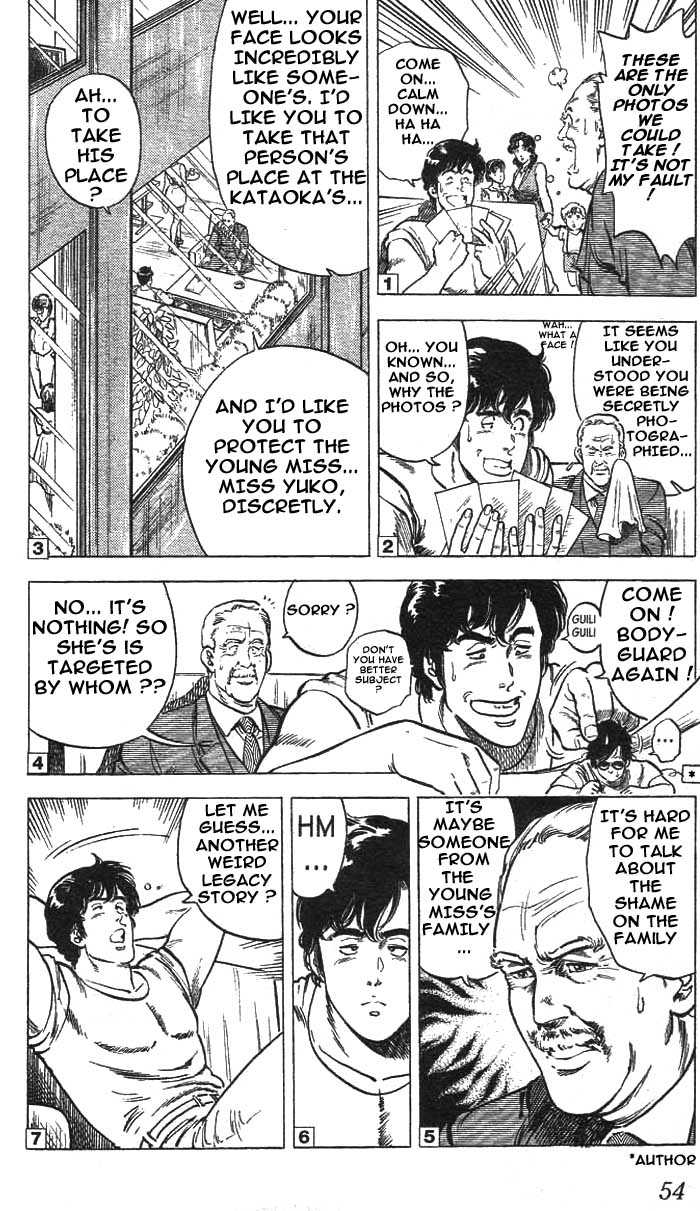 THESE
ARE THE
ONLY
PHOTOS
WE
COULD
TAKE !
IT'S NOT
MY FAULT
!
COME
ON...
CALM
DOWN...
HA HA
HA...
1
IT SEEMS
LIKE YOU
UNDER-
STOOD YOU
WERE BEING
SECRETLY
PHO-
TOGRA-
PHIED...
WAH...
WHAT A
FACE !
OH... YOU
KNOWN...
AND SO,
WHY THE
PHOTOS ?
2
WELL... YOUR
FACE LOOKS
INCREDIBLY
LIKE SOME-
ONE'S. I'D
LIKE YOU TO
TAKE THAT
PERSON'S
PLACE AT THE
KATAOKA'S...
AH...
TO
TAKE
HIS
PLACE
?
AND I'D LIKE
YOU TO
PROTECT THE
YOUNG MISS...
MISS YUKO,
DISCRETLY.
3
COME
ON !
BODY-
GUARD
AGAIN !
GUILI
GUILI
...
*
DON'T
YOU HAVE
BETTER
SUBJECT
?
SORRY ?
NO... IT'S
NOTHING! SO
SHE'S IS
TARGETED
BY WHOM ??
4
IT'S HARD
FOR ME
TO TALK
ABOUT
THE
SHAME
ON THE
FAMILY
IT'S
MAYBE
SOMEONE
FROM
THE
YOUNG
MISS'S
FAMILY
...
5
HM
...
6
LET ME
GUESS...
ANOTHER
WEIRD
LEGACY
STORY ?
7
*AUTHOR
54